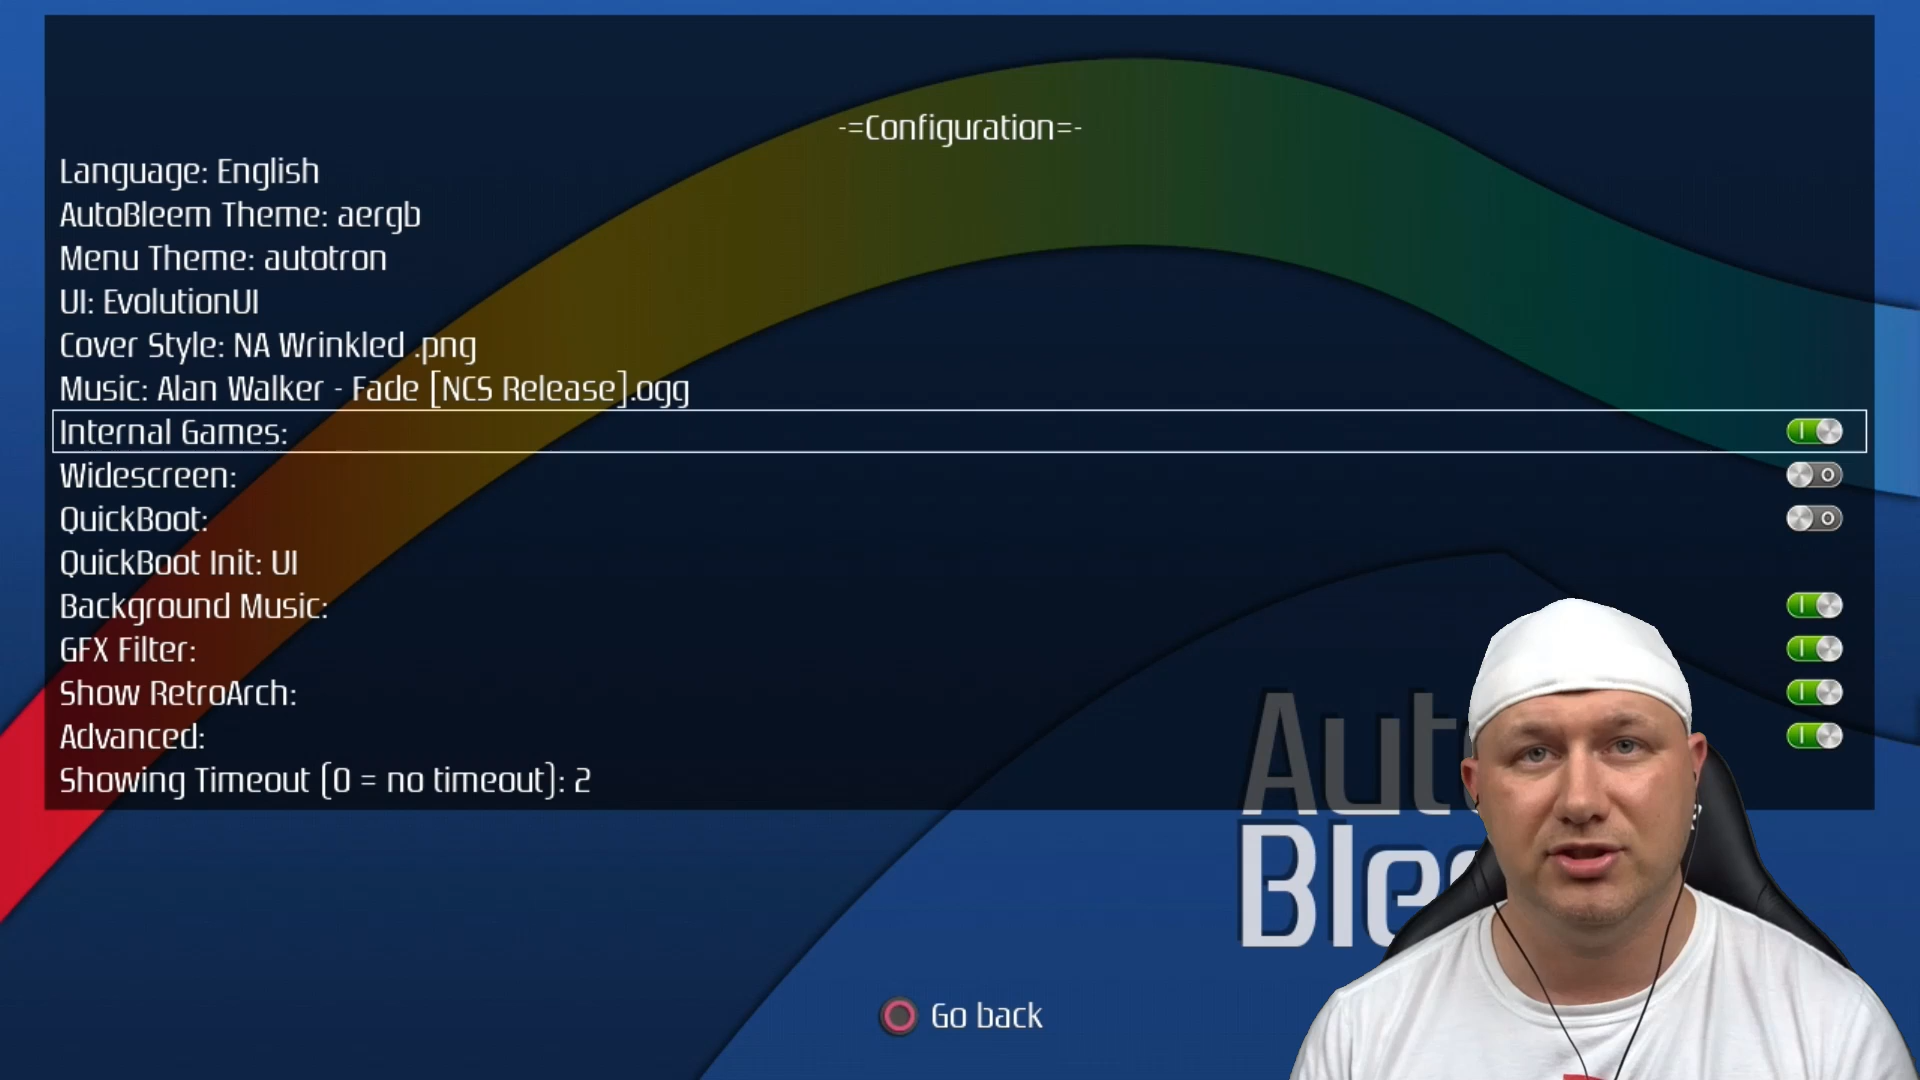 -=Configuration=-
Language: English
AutoBleem Theme: aergb
Menu Theme: autotron
UI: EvolutionUI
Cover Style: NA Wrinkled .png
Music: Alan Walker - Fade [NCS Release].ogg
Internal Games:
Widescreen:
QuickBoot:
QuickBoot Init: UI
Background Music:
GFX Filter:
Show RetroArch:
Advanced:
Showing Timeout (0 = no timeout): 2
Aut
Ble
Go back